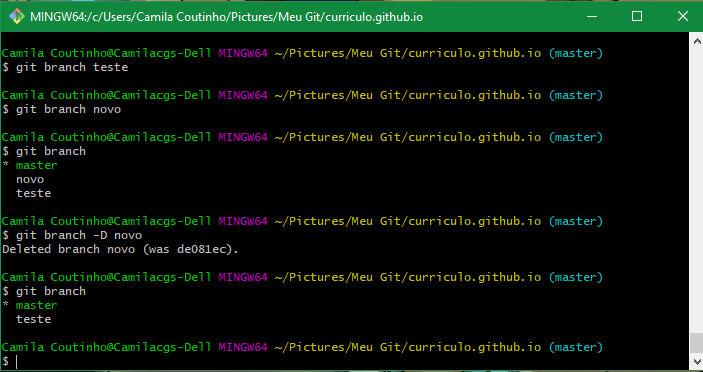 MINGW64:/c/Users/Camila Coutinho/Pictures/Meu Git/curriculo.github.io
Camila Coutinho@Camilacgs-Dell MINGW64 ~/Pictures/Meu Git/curriculo.github.io (master)
$ git branch teste
Camila Coutinho@Camilacgs-Dell MINGW64 ~/Pictures/Meu Git/curriculo.github.io (master)
$ git branch novo
Camila Coutinho@Camilacgs-Dell MINGW64 ~/Pictures/Meu Git/curriculo.github.io (master)
$ git branch
* master
  novo
  teste
Camila Coutinho@Camilacgs-Dell MINGW64 ~/Pictures/Meu Git/curriculo.github.io (master)
$ git branch -D novo
Deleted branch novo (was de081ec).
Camila Coutinho@Camilacgs-Dell MINGW64 ~/Pictures/Meu Git/curriculo.github.io (master)
$ git branch
* master
  teste
Camila Coutinho@Camilacgs-Dell MINGW64 ~/Pictures/Meu Git/curriculo.github.io (master)
$